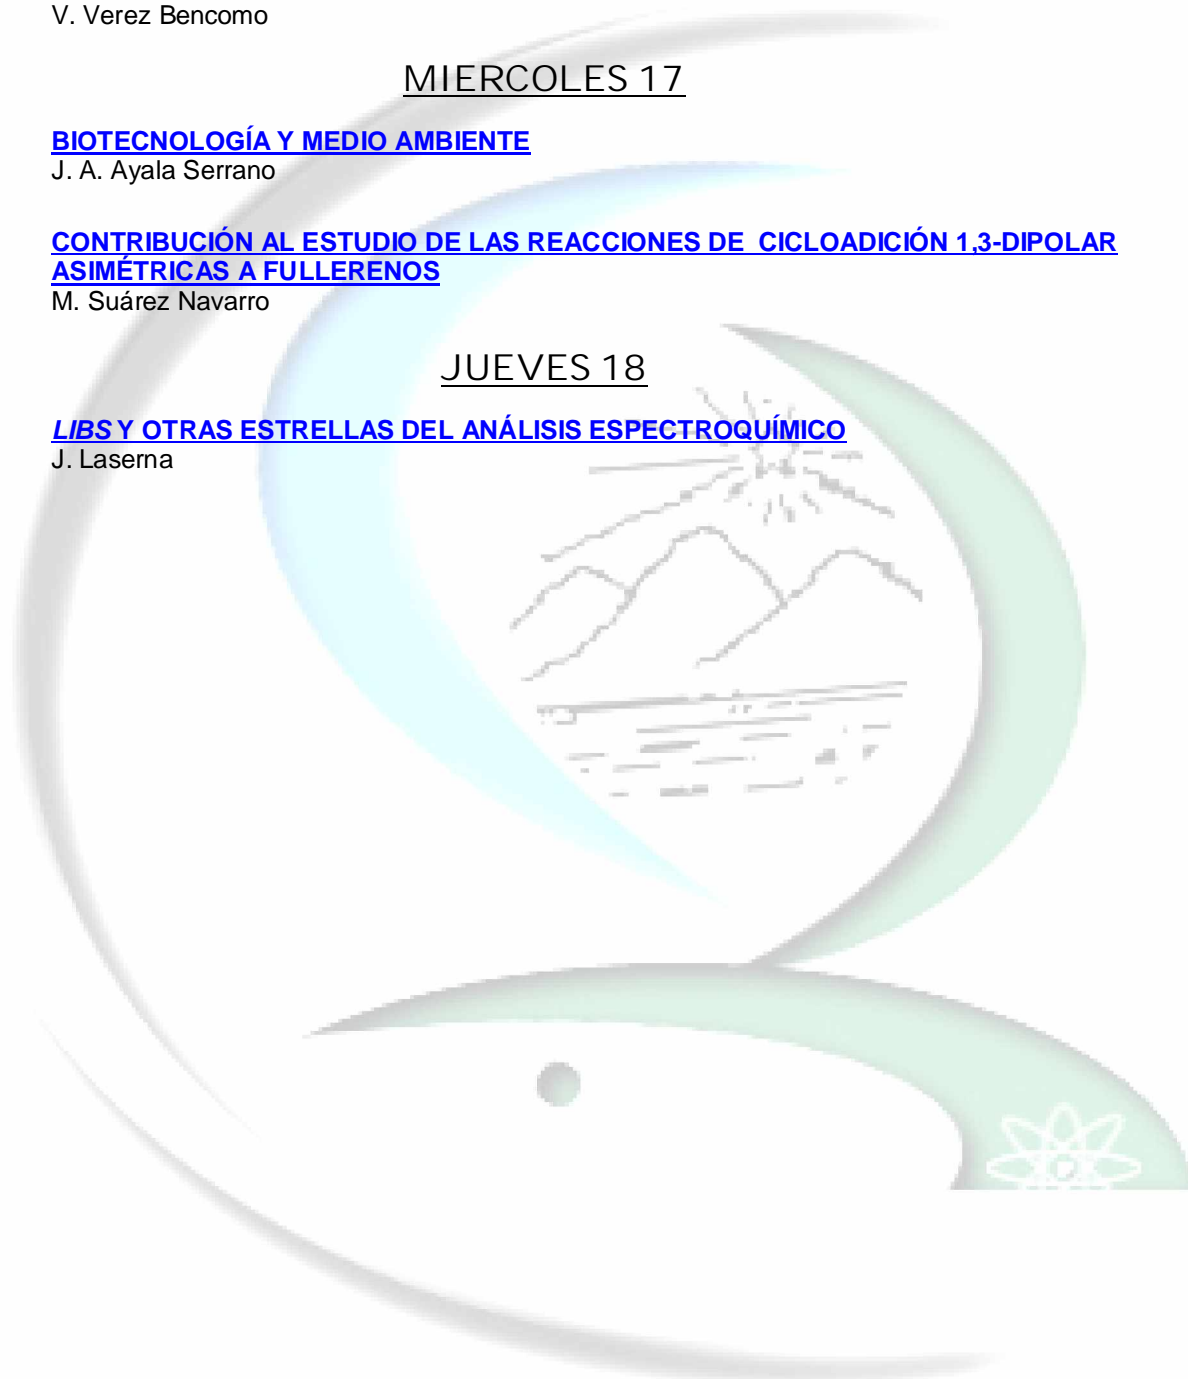 V. Verez Bencomo
MIERCOLES 17
BIOTECNOLOGÍA Y MEDIO AMBIENTE
J. A. Ayala Serrano
CONTRIBUCIÓN AL ESTUDIO DE LAS REACCIONES DE CICLOADICIÓN 1,3-DIPOLAR
ASIMÉTRICAS A FULLERENOS
M. Suárez Navarro
JUEVES 18
LIBS Y OTRAS ESTRELLAS DEL ANÁLISIS ESPECTROQUÍMICO
J. Laserna